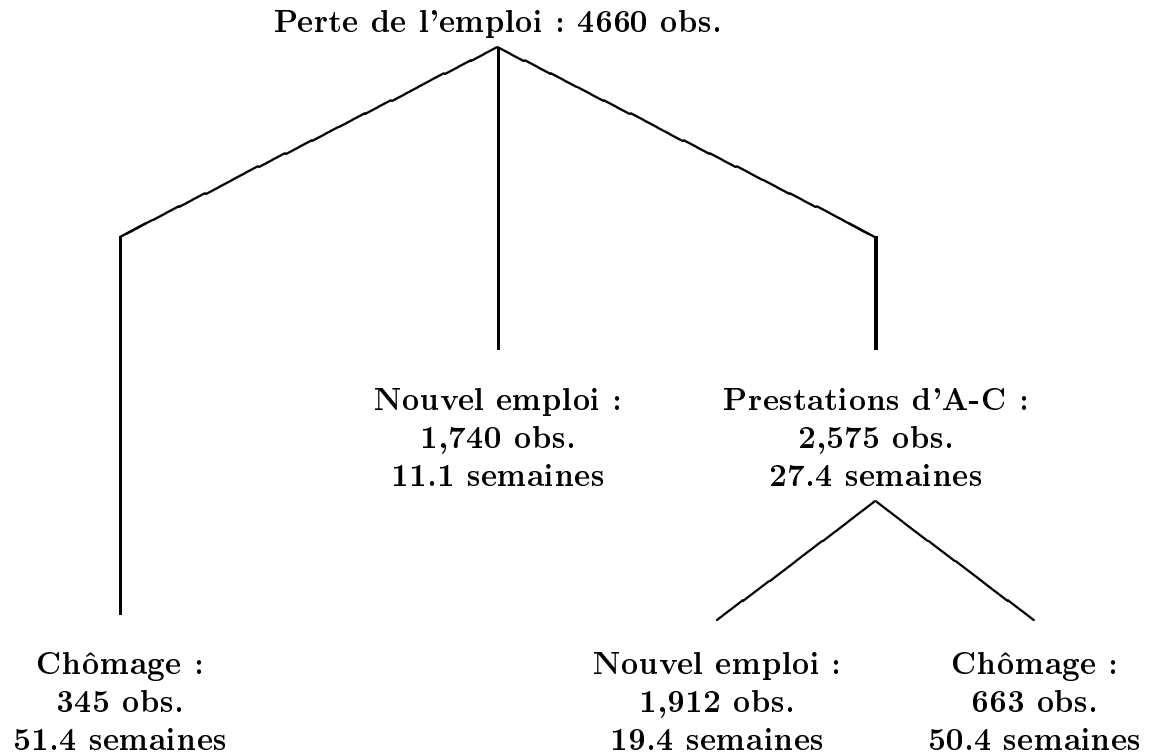 Perte de l'emploi : 4660 obs.
Nouvel emploi :
1,740 obs.
11.1 semaines
Prestations d'A-C :
2,575 obs.
27.4 semaines
Chômage :
345 obs.
51.4 semaines
Nouvel emploi :
1,912 obs.
19.4 semaines
Chômage :
663 obs.
50.4 semaines